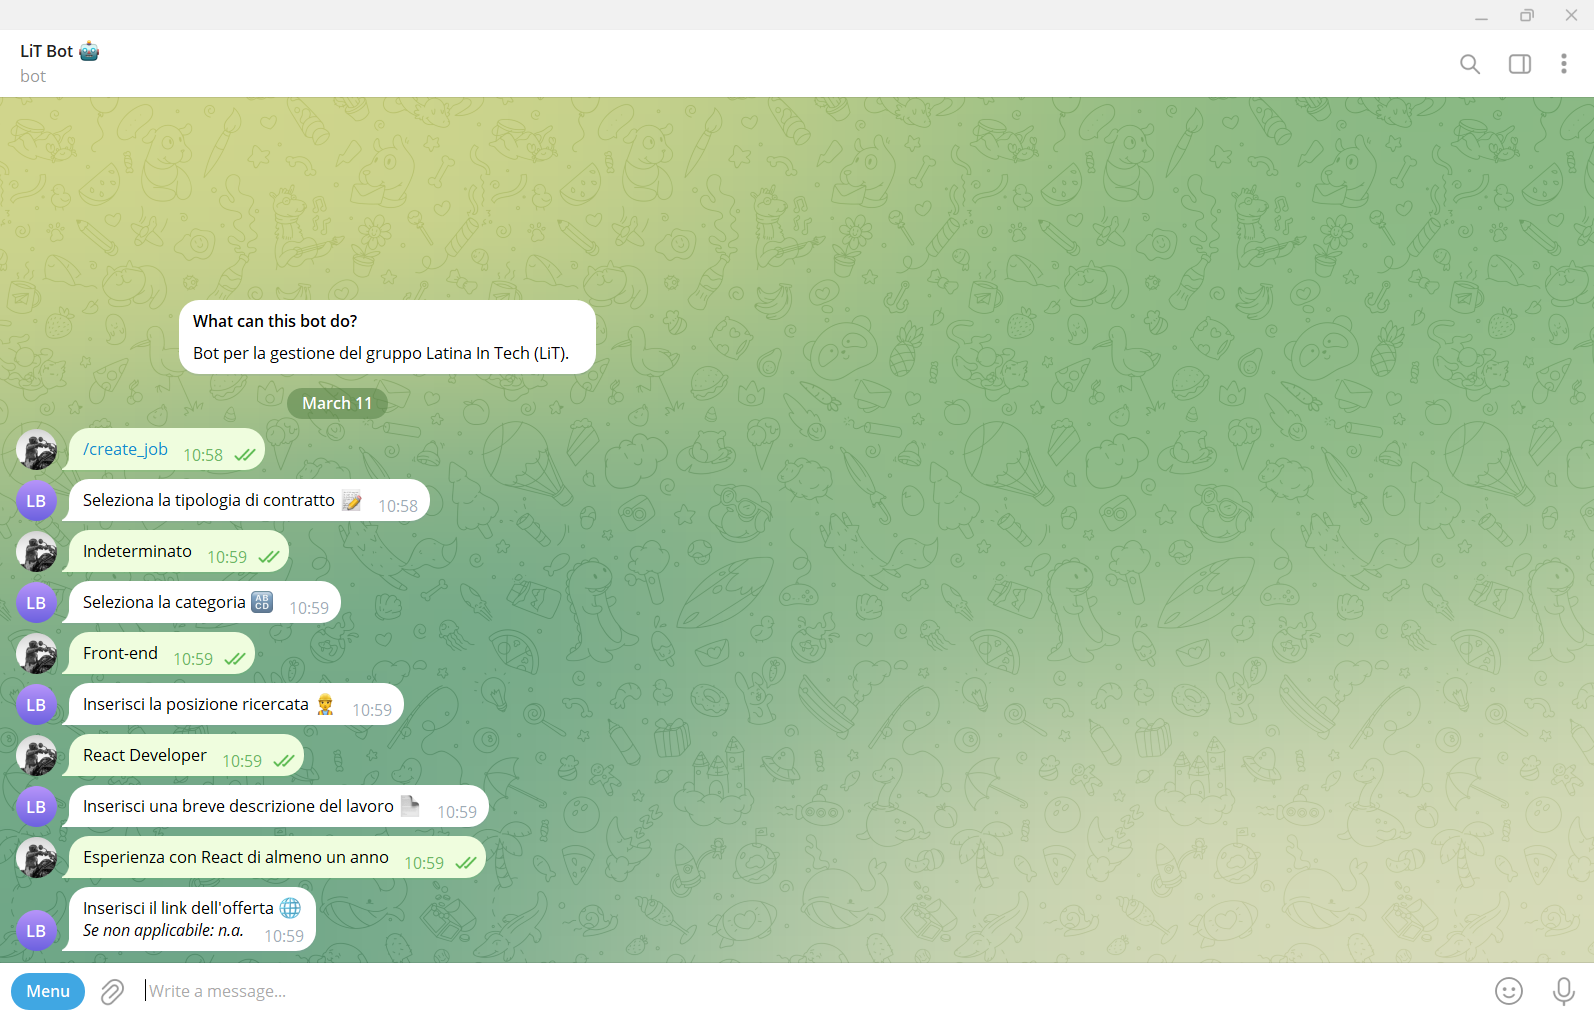 LiT Bot 🤖
bot
What can this bot do?
Bot per la gestione del gruppo Latina In Tech (LiT).
March 11
/create_job 10:58
LB Seleziona la tipologia di contratto 📝 10:58
Indeterminato 10:59
LB Seleziona la categoria 🔠 10:59
Front-end 10:59
LB Inserisci la posizione ricercata 👷‍♂️ 10:59
React Developer 10:59
LB Inserisci una breve descrizione del lavoro 📄 10:59
Esperienza con React di almeno un anno 10:59
Inserisci il link dell'offerta 🌐
LB Se non applicabile: n.a. 10:59
Menu Write a message...